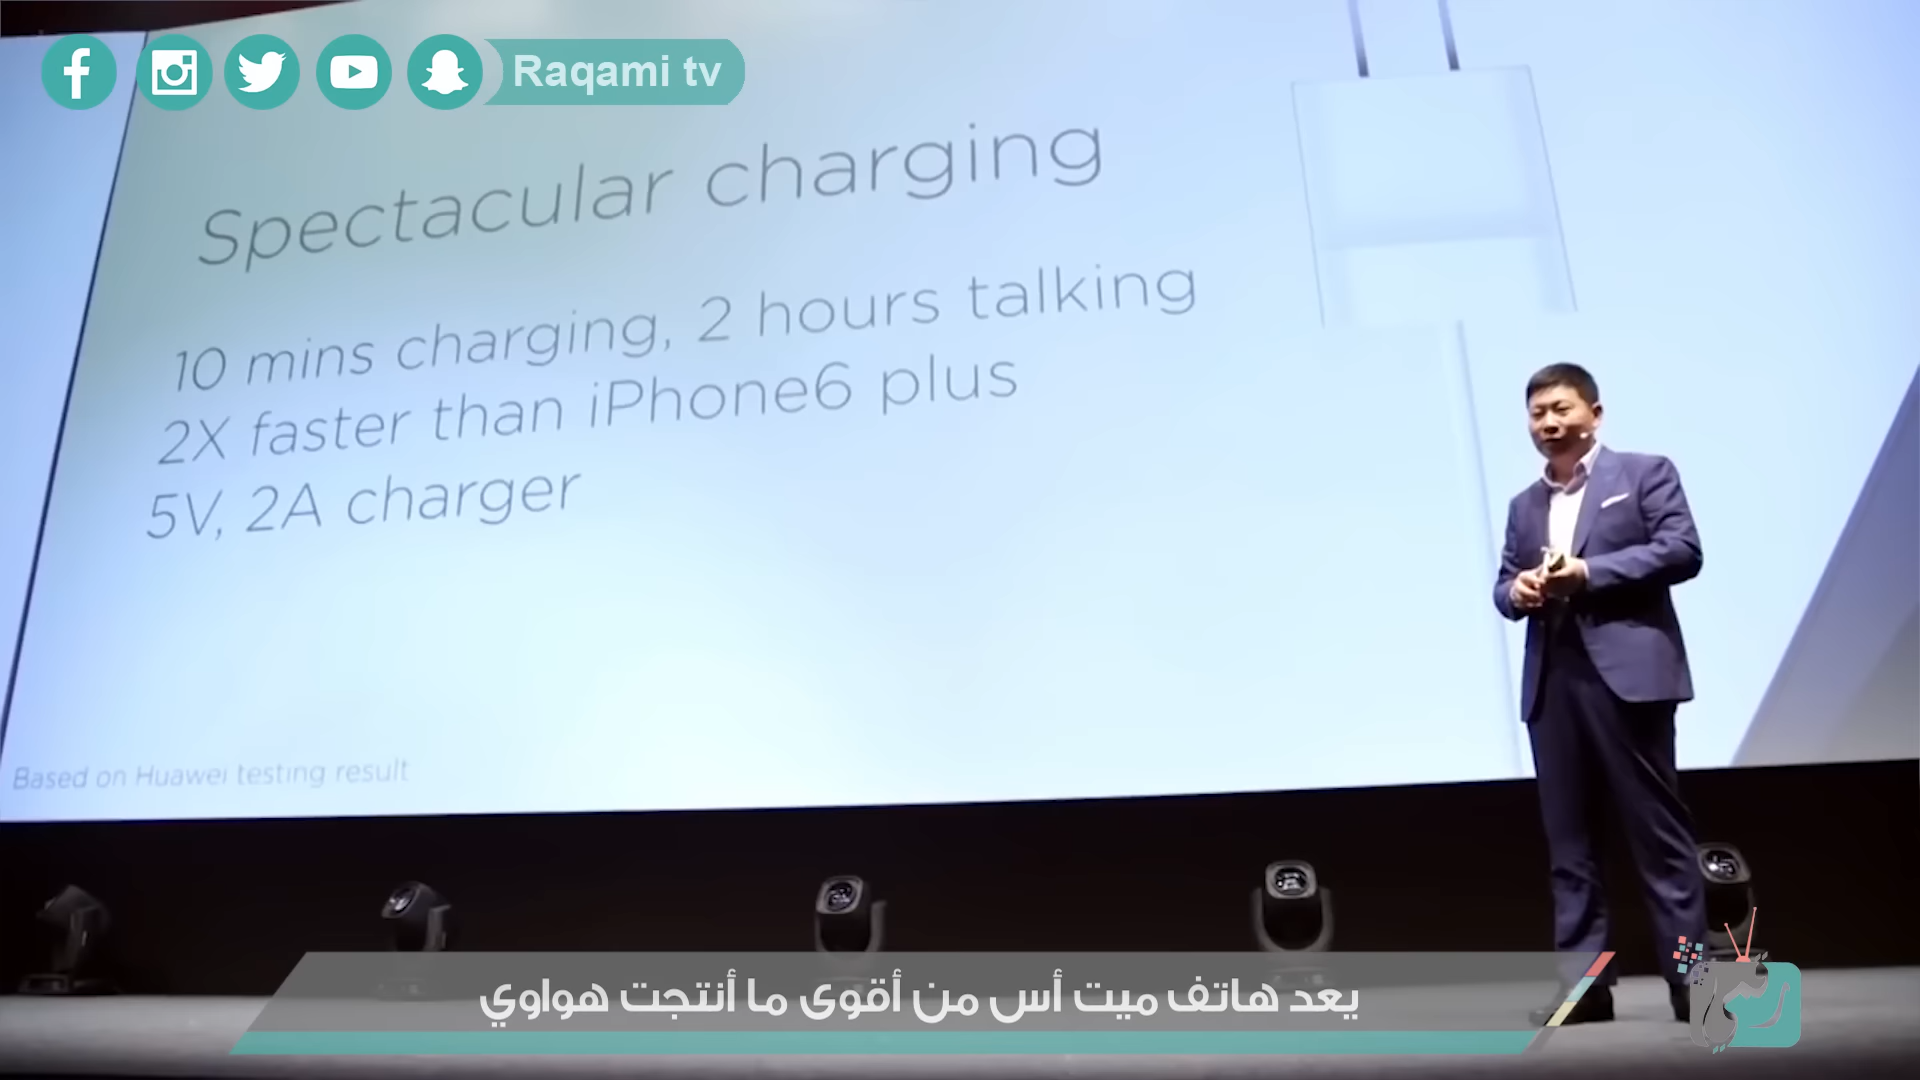 Raqami tv
Spectacular charging
10 mins charging, 2 hours talking
2X faster than iPhone6 plus
5V, 2A charger
Based on Huawei testing result
يعد هاتف ميت أس من أقوى ما أنتجت هواوي